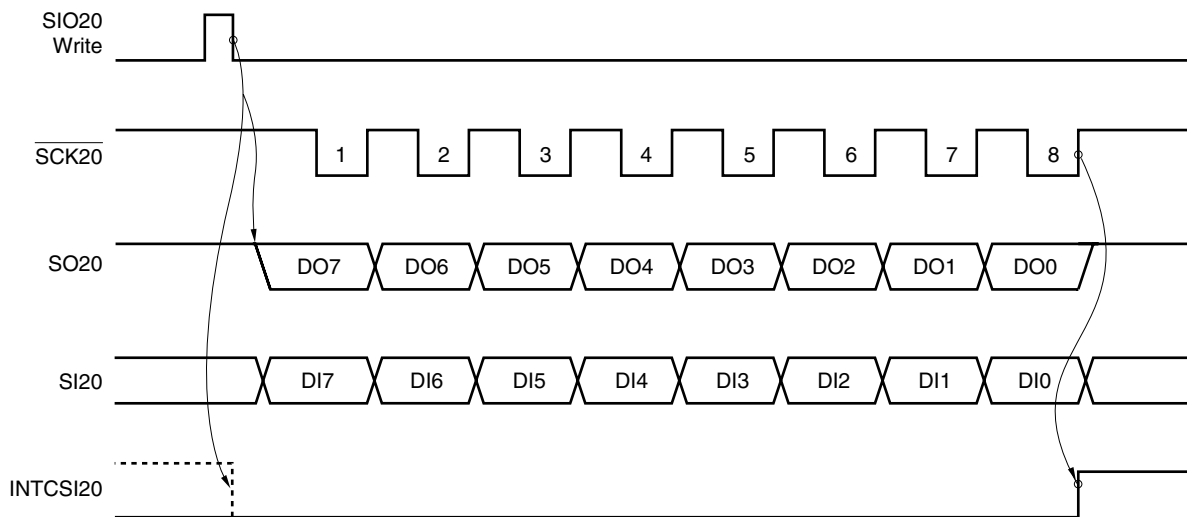 SIO20
Write
SCK20
1 2 3 4 5 6 7 8
SO20
DO7 DO6 DO5 DO4 DO3 DO2 DO1 DO0
SI20
DI7 DI6 DI5 DI4 DI3 DI2 DI1 DI0
INTCSI20